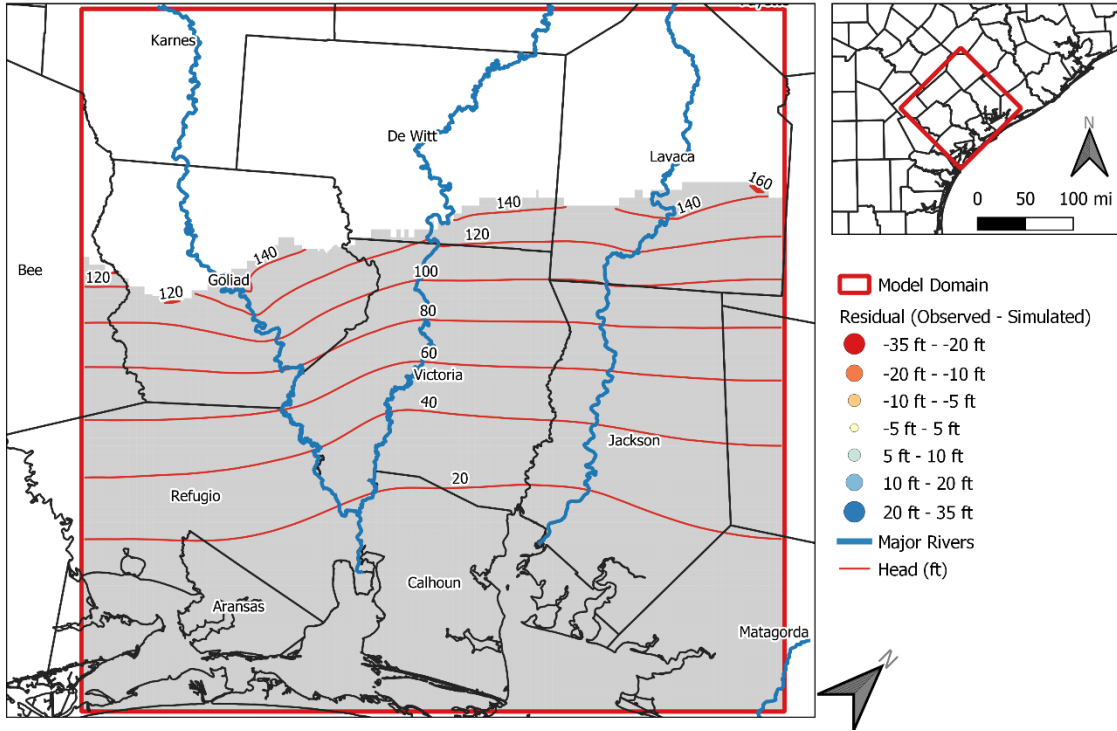 Karnes
De Witt
Lavaca
160
140
140
120
140
Goliad
Bee
120
120
100
80
60
Victoria
40
Jackson
20
Refugio
Calhoun
Aransas
Matagorda
N
0 50 100 mi
Model Domain
Residual (Observed - Simulated)
-35 ft - -20 ft
-20 ft - -10 ft
-10 ft - -5 ft
-5 ft - 5 ft
5 ft - 10 ft
10 ft - 20 ft
20 ft - 35 ft
Major Rivers
Head (ft)
N